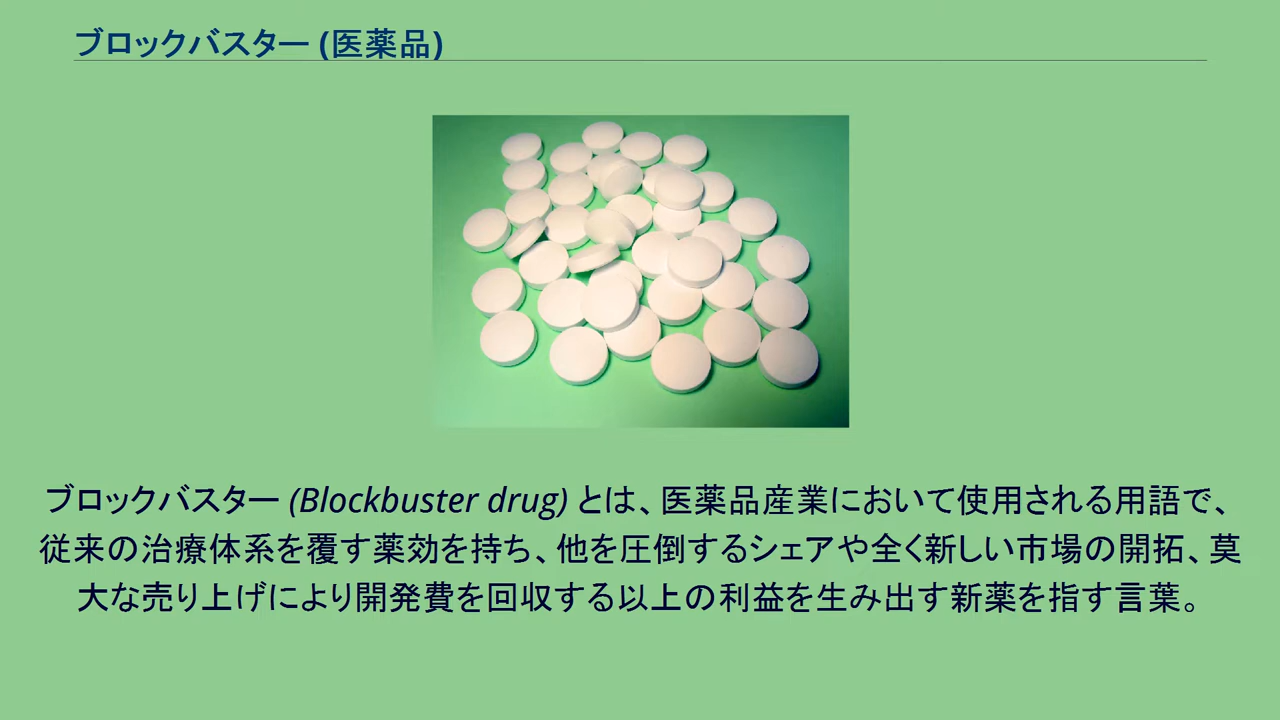 ブロックバスター (医薬品)
ブロックバスター (Blockbuster drug) とは、医薬品産業において使用される用語で、
従来の治療体系を覆す薬効を持ち、他を圧倒するシェアや全く新しい市場の開拓、莫
大な売り上げにより開発費を回収する以上の利益を生み出す新薬を指す言葉。